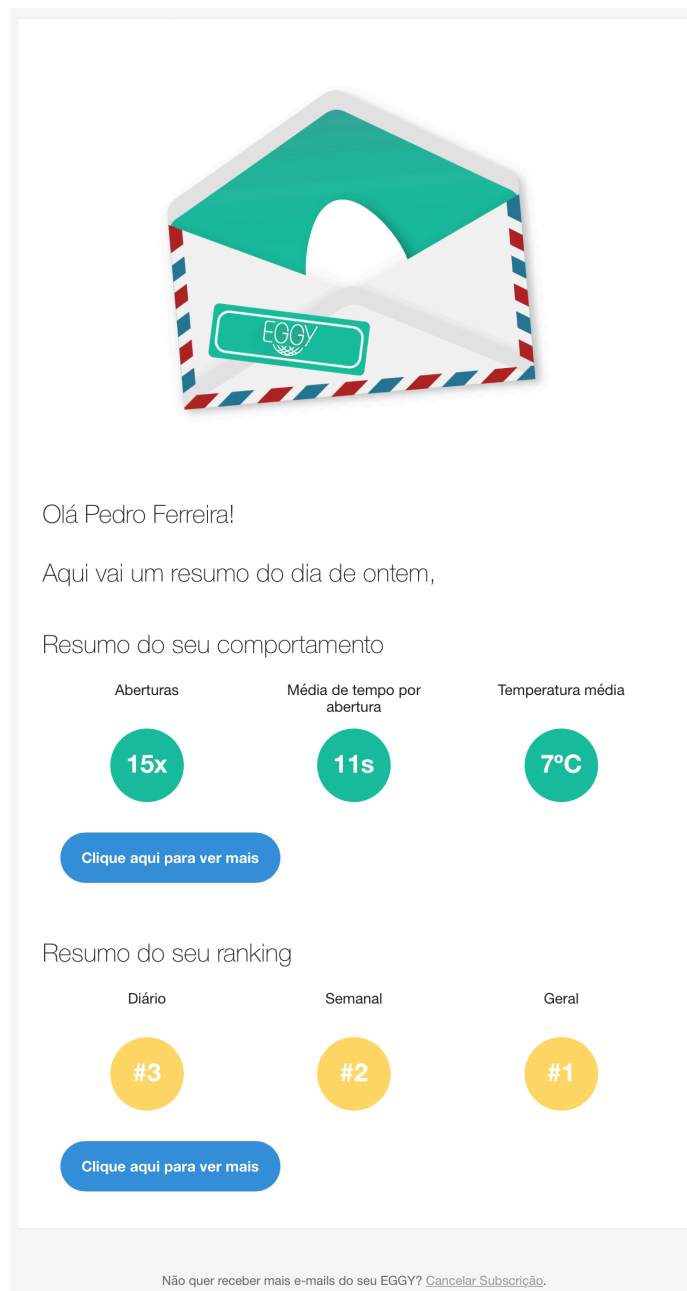 EGGY
Olá Pedro Ferreira!
Aqui vai um resumo do dia de ontem,
Resumo do seu comportamento
Aberturas
Média de tempo por
abertura
Temperatura média
15x
11s
7ºC
Clique aqui para ver mais
Resumo do seu ranking
Diário
Semanal
Geral
#3
#2
#1
Clique aqui para ver mais
Não quer receber mais e-mails do seu EGGY? Cancelar Subscrição.